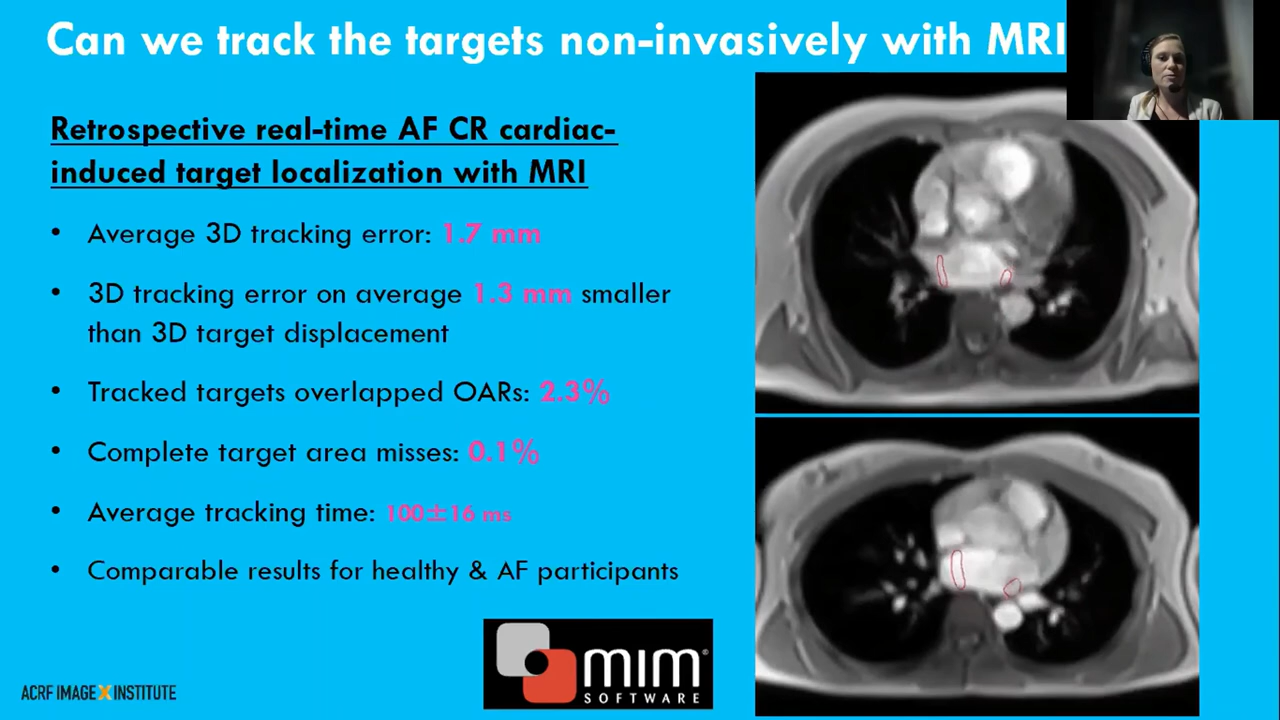 Can we track the targets non-invasively with MRI
Retrospective real-time AF CR cardiac-
induced target localization with MRI
• Average 3D tracking error: 1.7 mm
• 3D tracking error on average 1.3 mm smaller
than 3D target displacement
• Tracked targets overlapped OARs: 2.3%
• Complete target area misses: 0.1%
• Average tracking time: 100±16 ms
• Comparable results for healthy & AF participants
mim®
SOFTWARE
ACRF IMAGE X INSTITUTE